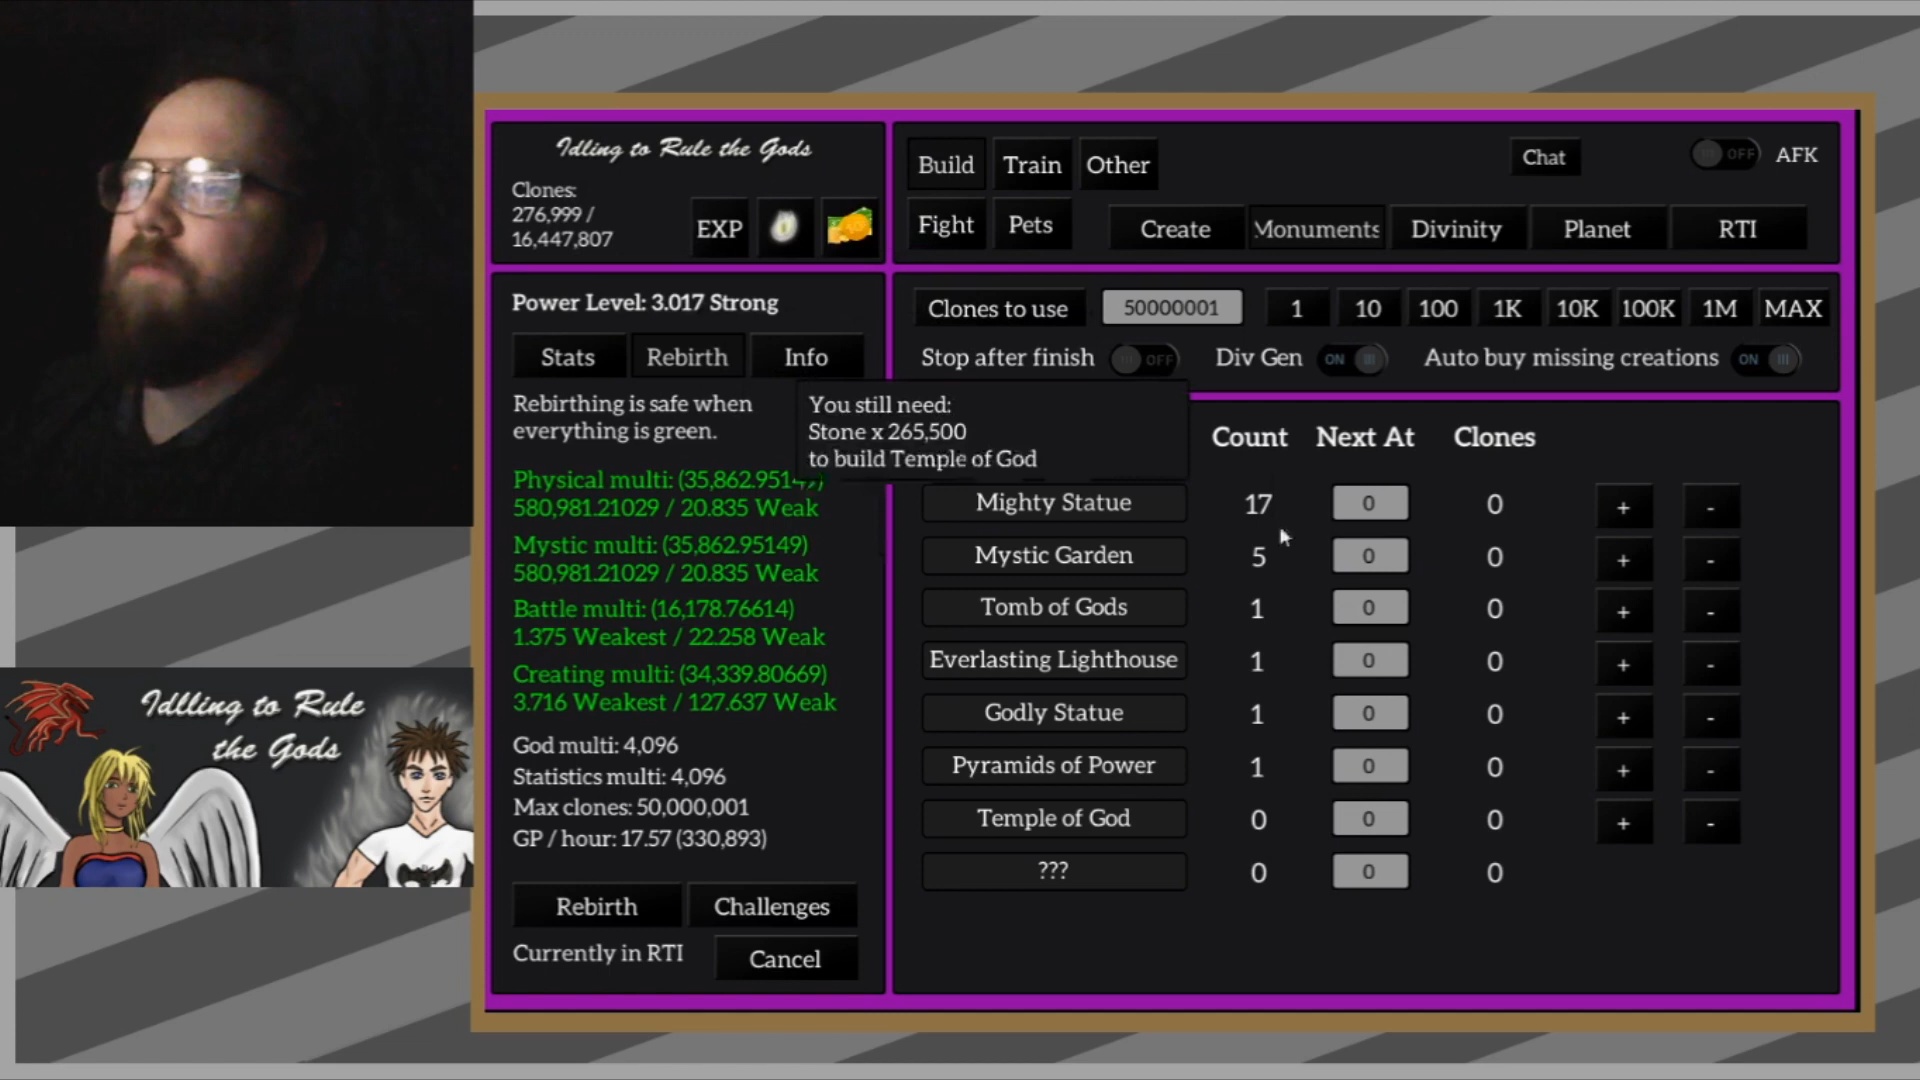 Idling to Rule the Gods
Clones:
276,999 /
16,447,807
EXP
Build
Train
Other
Chat
OFF
AFK
Fight
Pets
Create
Monuments
Divinity
Planet
RTI
Power Level: 3.017 Strong
Stats
Rebirth
Info
Rebirthing is safe when
everything is green.
Physical multi: (35,862.95149)
580,981.21029 / 20.835 Weak
Mystic multi: (35,862.95149)
580,981.21029 / 20.835 Weak
Battle multi: (16,178.76614)
1.375 Weakest / 22.258 Weak
Creating multi: (34,339.80669)
3.716 Weakest / 127.637 Weak
God multi: 4,096
Statistics multi: 4,096
Max clones: 50,000,001
GP / hour: 17.57 (330,893)
Rebirth
Challenges
Currently in RTI
Cancel
Clones to use
50000001
1
10
100
1K
10K
100K
1M
MAX
Stop after finish
OFF
Div Gen
ON
Auto buy missing creations
ON
You still need:
Stone x 265,500
to build Temple of God
Count Next At Clones
Mighty Statue 17 0 0 + -
Mystic Garden 5 0 0 + -
Tomb of Gods 1 0 0 + -
Everlasting Lighthouse 1 0 0 + -
Godly Statue 1 0 0 + -
Pyramids of Power 1 0 0 + -
Temple of God 0 0 0 + -
??? 0 0 0
Idlling to Rule
the Gods